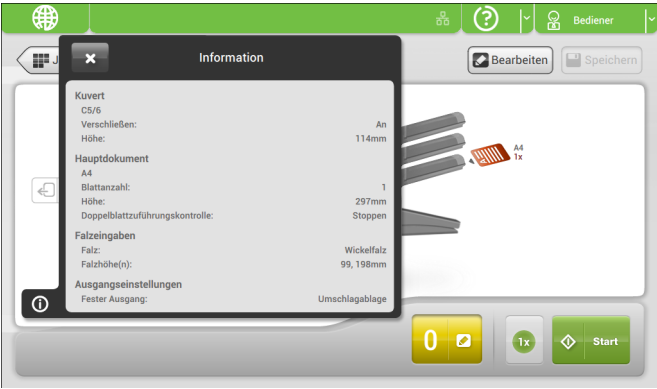 Bediener
J
Information
Bearbeiten
Speichern
Kuvert
C5/6
Verschließen: An
Höhe: 114mm
Hauptdokument
A4
Blattanzahl: 1
Höhe: 297mm
Doppelblattzuführungskontrolle: Stoppen
Falzeingaben
Falz: Wickelfalz
Falzhöhe(n): 99, 198mm
Ausgangseinstellungen
Fester Ausgang: Umschlagablage
A4
1x
0
1x
Start